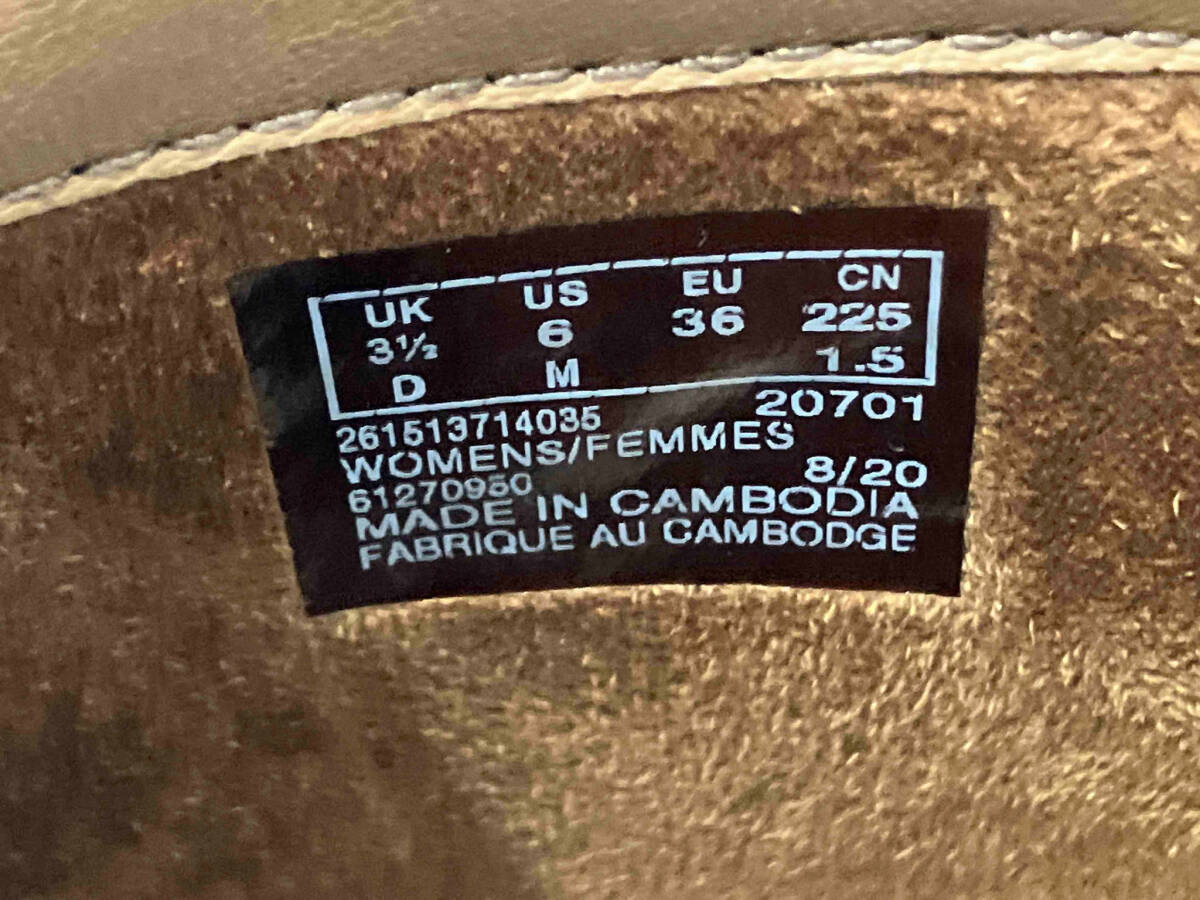 UK US EU CN
3½ 6 36 225
D M 1.5
261513714035 20701
WOMENS/FEMMES
61270950 8/20
MADE IN CAMBODIA
FABRIQUE AU CAMBODGE